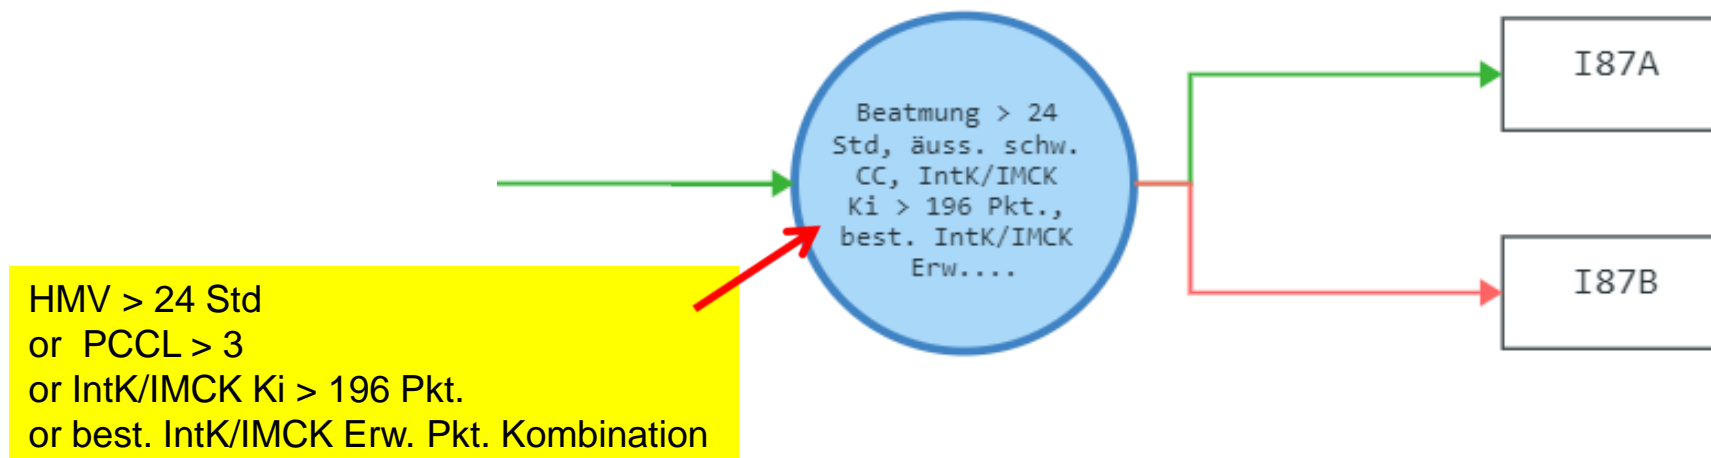 Beatmung > 24
Std, äuss. schw.
CC, IntK/IMCK
Ki > 196 Pkt.,
best. IntK/IMCK
Erw....
I87A
I87B
HMV > 24 Std
or PCCL > 3
or IntK/IMCK Ki > 196 Pkt.
or best. IntK/IMCK Erw. Pkt. Kombination